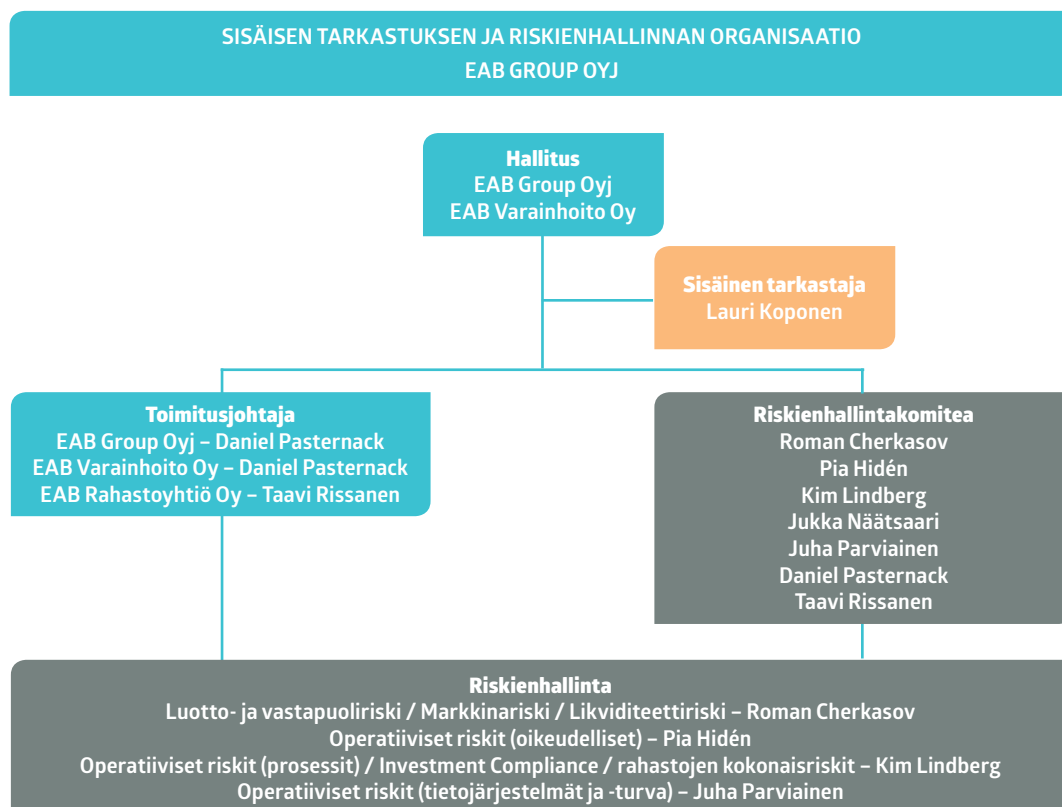 SISÄISEN TARKASTUKSEN JA RISKIENHALLINNAN ORGANISAATIO
EAB GROUP OYJ
Hallitus
EAB Group Oyj
EAB Varainhoito Oy
Sisäinen tarkastaja
Lauri Koponen
Toimitusjohtaja
EAB Group Oyj – Daniel Pasternack
EAB Varainhoito Oy – Daniel Pasternack
EAB Rahastoyhtiö Oy – Taavi Rissanen
Riskienhallintakomitea
Roman Cherkasov
Pia Hidén
Kim Lindberg
Jukka Näätsaari
Juha Parviainen
Daniel Pasternack
Taavi Rissanen
Riskienhallinta
Luotto- ja vastapuoliriski / Markkinariski / Likviditeettiriski – Roman Cherkasov
Operatiiviset riskit (oikeudelliset) – Pia Hidén
Operatiiviset riskit (prosessit) / Investment Compliance / rahastojen kokonaisriskit – Kim Lindberg
Operatiiviset riskit (tietojärjestelmät ja -turva) – Juha Parviainen